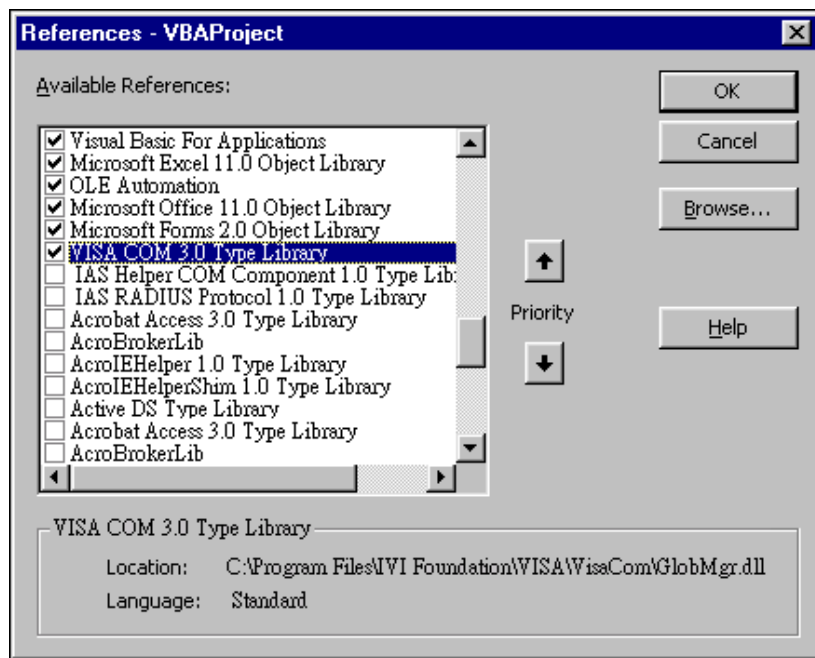 References - VBAProject
Available References:
Visual Basic For Applications
Microsoft Excel 11.0 Object Library
OLE Automation
Microsoft Office 11.0 Object Library
Microsoft Forms 2.0 Object Library
VISA COM 3.0 Type Library
IAS Helper COM Component 1.0 Type Lib:
IAS RADIUS Protocol 1.0 Type Library
Acrobat Access 3.0 Type Library
AcroBrokerLib
AcroIEHelper 1.0 Type Library
AcroIEHelperShim 1.0 Type Library
Active DS Type Library
Acrobat Access 3.0 Type Library
AcroBrokerLib
Priority
OK
Cancel
Browse...
Help
VISA COM 3.0 Type Library
Location: C:\Program Files\IVI Foundation\VISA\VisaCom\GlobMgr.dll
Language: Standard